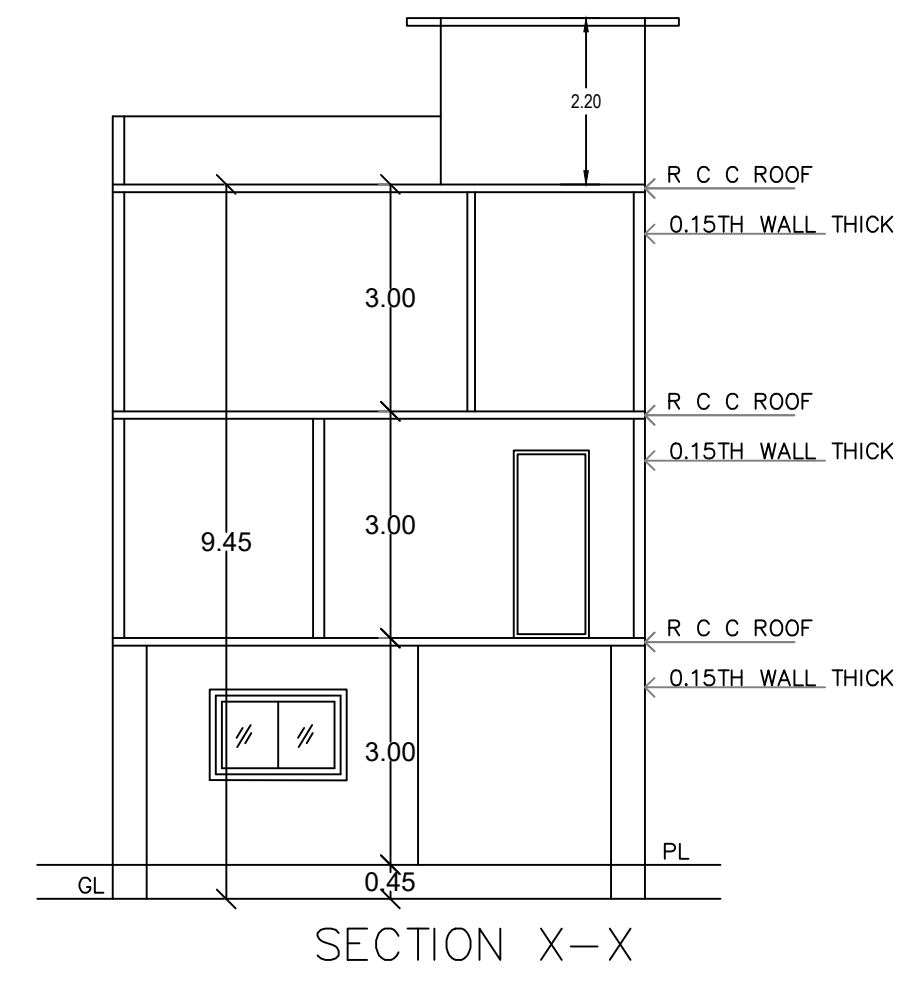 2.20
R C C ROOF
0.15TH WALL THICK
3.00
R C C ROOF
0.15TH WALL THICK
3.00
9.45
R C C ROOF
0.15TH WALL THICK
3.00
PL
0.45
GL
SECTION X-X